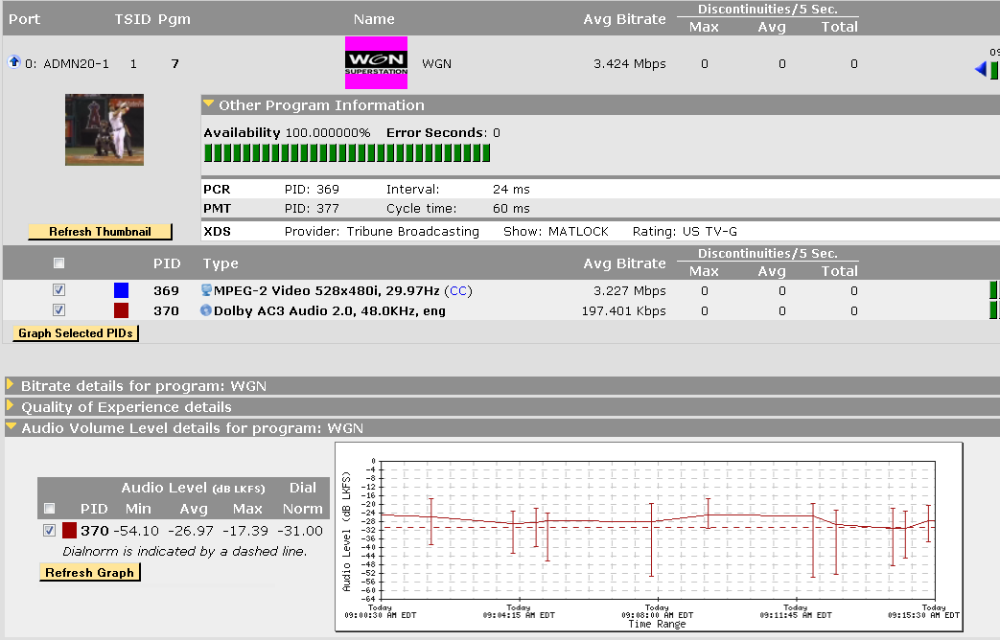 Port TSID Pgm Name Avg Bitrate Discontinuities/5 Sec.
Max Avg Total
0: ADMN20-1 1 7 WGN SUPERSTATION WGN 3.424 Mbps 0 0 0
Other Program Information
Availability 100.000000% Error Seconds: 0
PCR PID: 369 Interval: 24 ms
PMT PID: 377 Cycle time: 60 ms
Refresh Thumbnail
XDS Provider: Tribune Broadcasting Show: MATLOCK Rating: US TV-G
PID Type Avg Bitrate Discontinuities/5 Sec.
Max Avg Total
369 MPEG-2 Video 528x480i, 29.97Hz (CC) 3.227 Mbps 0 0 0
370 Dolby AC3 Audio 2.0, 48.0KHz, eng 197.401 Kbps 0 0 0
Graph Selected PIDs
Bitrate details for program: WGN
Quality of Experience details
Audio Volume Level details for program: WGN
Audio Level (dB LKFS) Dial
PID Min Avg Max Norm
370 -54.10 -26.97 -17.39 -31.00
Dialnorm is indicated by a dashed line.
Refresh Graph
Audio Level (dB LKFS)
0
-4
-8
-12
-16
-20
-24
-28
-32
-36
-40
-44
-48
-52
-56
-60
-64
Today Today Today Today Today
09:00:30 AM EDT 09:04:15 AM EDT 09:08:00 AM EDT 09:11:45 AM EDT 09:15:30 AM EDT
Time Range